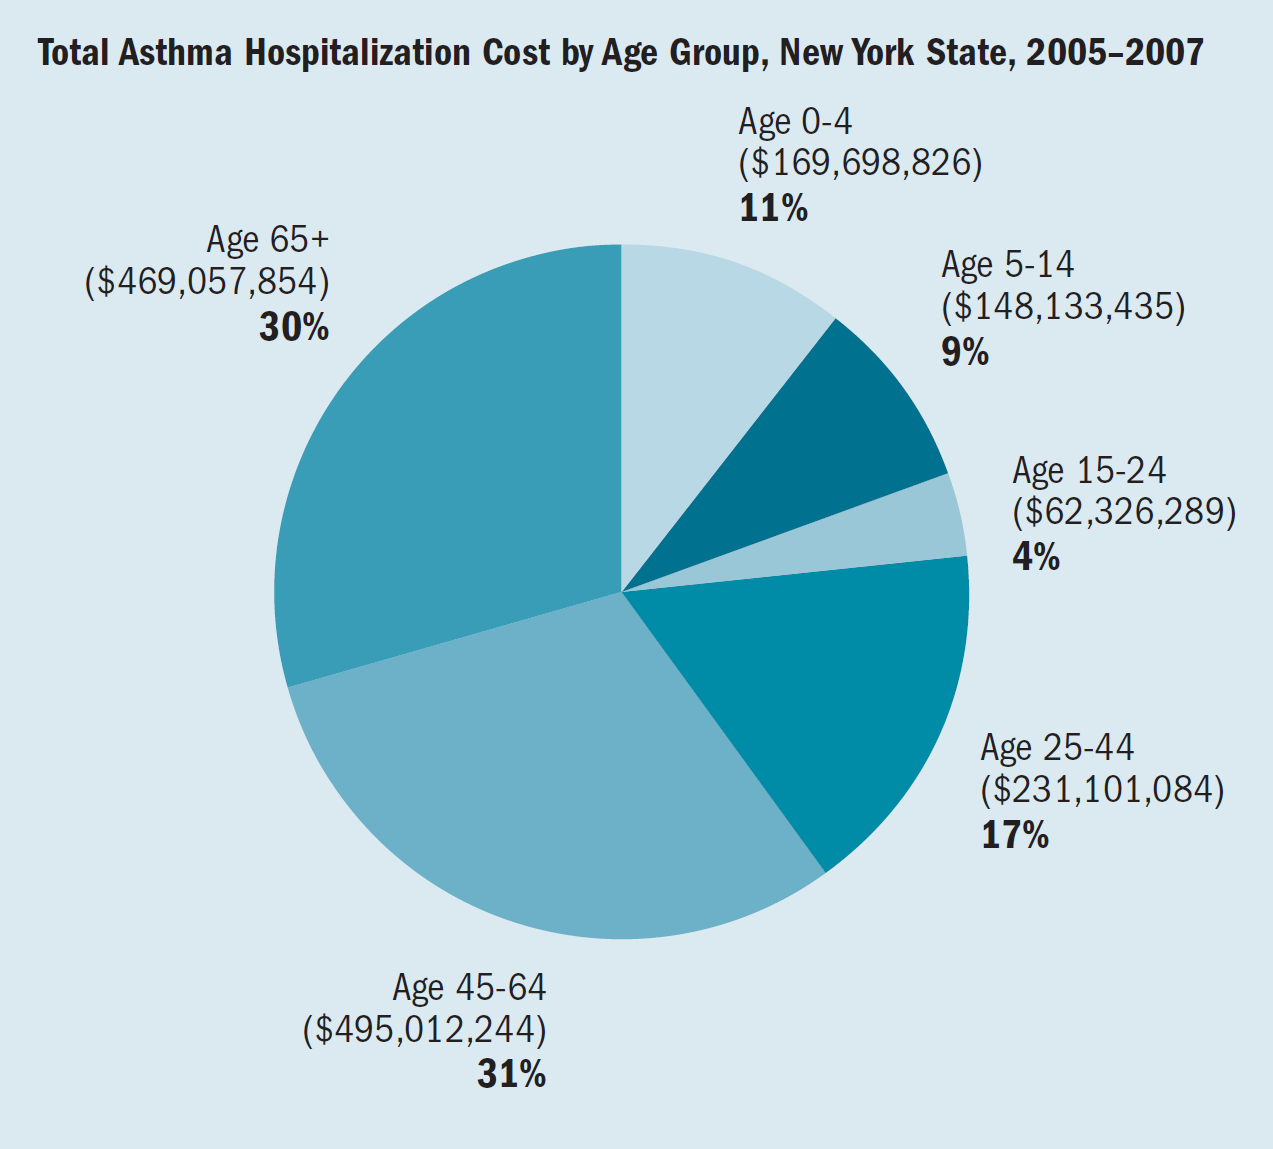 Total Asthma Hospitalization Cost by Age Group, New York State, 2005–2007
Age 0-4
($169,698,826)
11%
Age 5-14
($148,133,435)
9%
Age 15-24
($62,326,289)
4%
Age 25-44
($231,101,084)
17%
Age 45-64
($495,012,244)
31%
Age 65+
($469,057,854)
30%